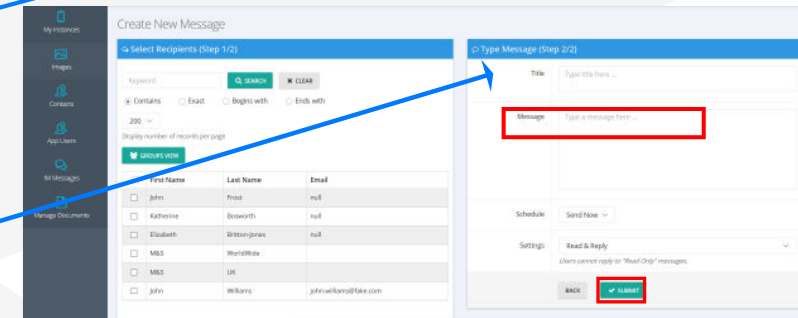 My Instances
Images
Contacts
App Users
IM Messages
Manage Documents
Create New Message
Select Recipients (Step 1/2)
Keyword
SEARCH
CLEAR
Contains Exact Begins with Ends with
200
Display number of records per page
GROUPS VIEW
First Name Last Name Email
John Frost null
Katherine Bosworth null
Elizabeth Britton-Jones null
M&S WorldWide
M&S UK
John Williams john.williams@fake.com
Type Message (Step 2/2)
Title Type title here ...
Message Type a message here ...
Schedule Send Now
Settings Read & Reply
Users cannot reply to "Read Only" messages.
BACK SUBMIT